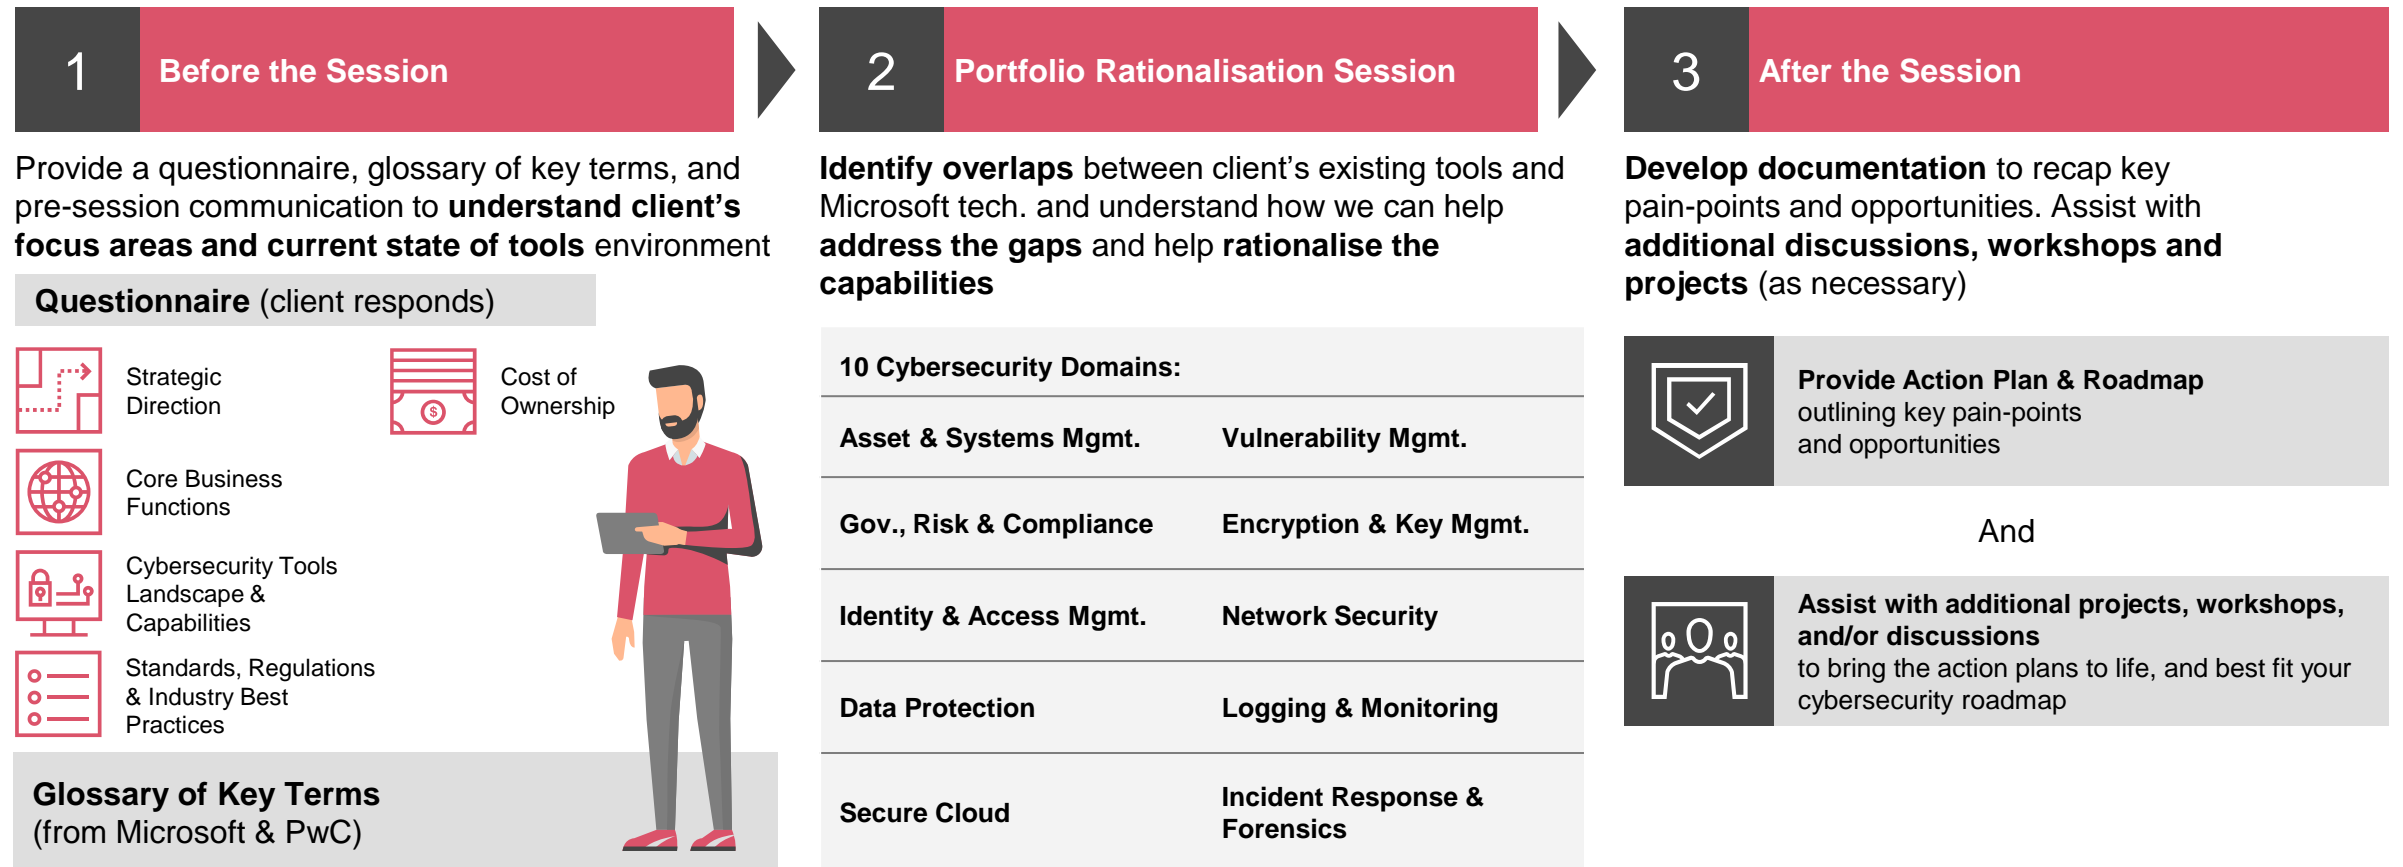 1
Before the Session
Provide a questionnaire, glossary of key terms, and
pre-session communication to understand client's
focus areas and current state of tools environment
Questionnaire (client responds)
Strategic
Direction
Cost of
Ownership
$
Core Business
Functions
Cybersecurity Tools
Landscape &
Capabilities
Standards, Regulations
& Industry Best
Practices
Glossary of Key Terms
(from Microsoft & PwC)
2
Portfolio Rationalisation Session
Identify overlaps between client's existing tools and
Microsoft tech. and understand how we can help
address the gaps and help rationalise the
capabilities
10 Cybersecurity Domains:
Asset & Systems Mgmt.
Vulnerability Mgmt.
Gov., Risk & Compliance
Encryption & Key Mgmt.
Identity & Access Mgmt.
Network Security
Data Protection
Logging & Monitoring
Secure Cloud
Incident Response &
Forensics
3
After the Session
Develop documentation to recap key
pain-points and opportunities. Assist with
additional discussions, workshops and
projects (as necessary)
Provide Action Plan & Roadmap
outlining key pain-points
and opportunities
And
Assist with additional projects, workshops,
and/or discussions
to bring the action plans to life, and best fit your
cybersecurity roadmap